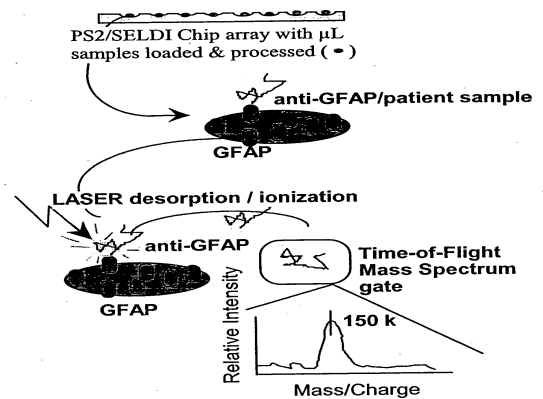 PS2/SELDI Chip array with µL
samples loaded & processed ( • )
anti-GFAP/patient sample
GFAP
LASER desorption / ionization
anti-GFAP
GFAP
Time-of-Flight
Mass Spectrum
gate
Relative Intensity
150 k
Mass/Charge